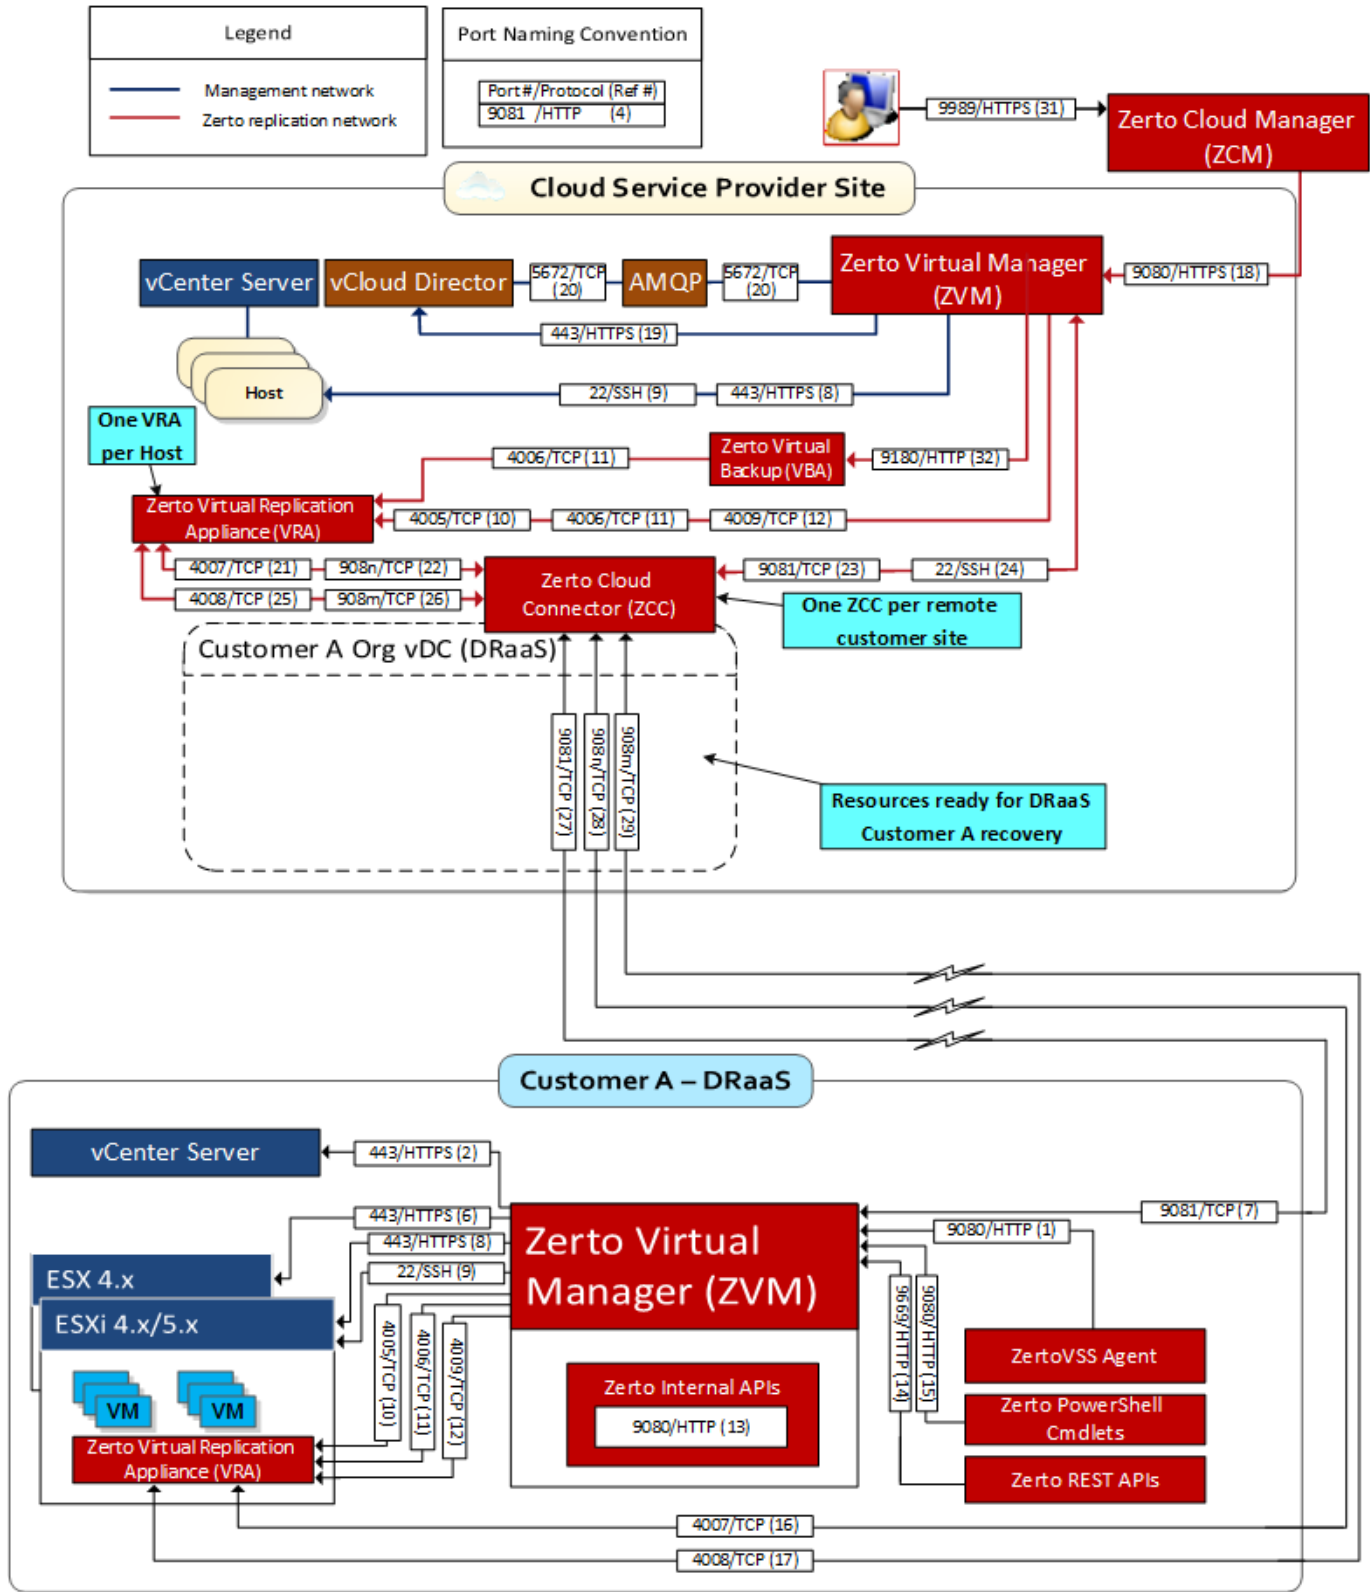 Legend
Management network
Zerto replication network
Port Naming Convention
Port#/Protocol (Ref #)
9081 /HTTP (4)
9989/HTTPS (31)
Zerto Cloud Manager
(ZCM)
Cloud Service Provider Site
vCenter Server
vCloud Director
5672/TCP
(20)
AMQP
5672/TCP
(20)
Zerto Virtual Manager
(ZVM)
9080/HTTPS (18)
443/HTTPS (19)
Host
22/SSH (9)
443/HTTPS (8)
One VRA
per Host
4006/TCP (11)
Zerto Virtual
Backup (VBA)
9180/HTTP (32)
Zerto Virtual Replication
Appliance (VRA)
4005/TCP (10)
4006/TCP (11)
4009/TCP (12)
4007/TCP (21)
908n/TCP (22)
4008/TCP (25)
908m/TCP (26)
Zerto Cloud
Connector (ZCC)
9081/TCP (23)
22/SSH (24)
One ZCC per remote
customer site
Customer A Org vDC (DRaaS)
9081/TCP (27)
908n/TCP (28)
908m/TCP (29)
Resources ready for DRaaS
Customer A recovery
Customer A – DRaaS
vCenter Server
443/HTTPS (2)
443/HTTPS (6)
443/HTTPS (8)
22/SSH (9)
ESX 4.x
ESXi 4.x/5.x
4005/TCP (10)
4006/TCP (11)
4009/TCP (12)
VM
VM
Zerto Virtual Replication
Appliance (VRA)
Zerto Virtual
Manager (ZVM)
Zerto Internal APIs
9080/HTTP (13)
9081/TCP (7)
9080/HTTP (1)
9669/HTTP (14)
9080/HTTP (15)
ZertoVSS Agent
Zerto PowerShell
Cmdlets
Zerto REST APIs
4007/TCP (16)
4008/TCP (17)